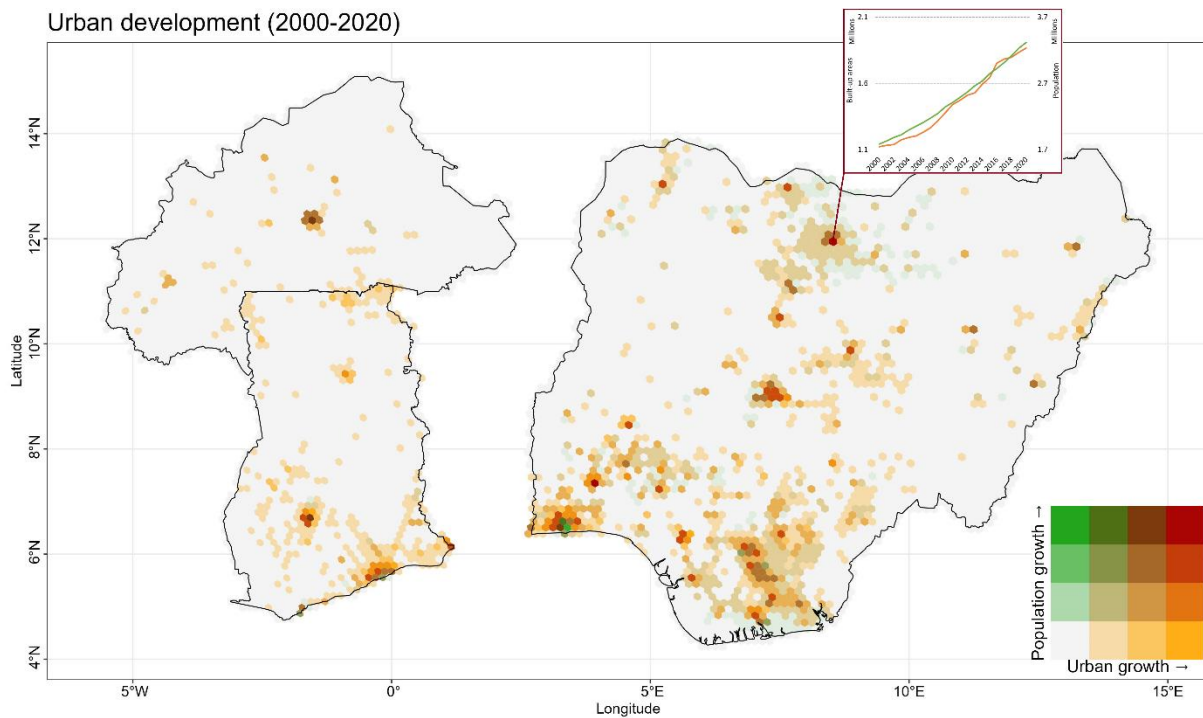 Urban development (2000-2020)
2.1
Millions
3.7
Millions
Built-up areas
1.6
2.7
Population
1.1
1.7
2000
2002
2004
2006
2008
2010
2012
2014
2016
2018
2020
14°N
12°N
10°N
8°N
6°N
4°N
Latitude
5°W
0°
5°E
10°E
15°E
Longitude
Population growth →
Urban growth →